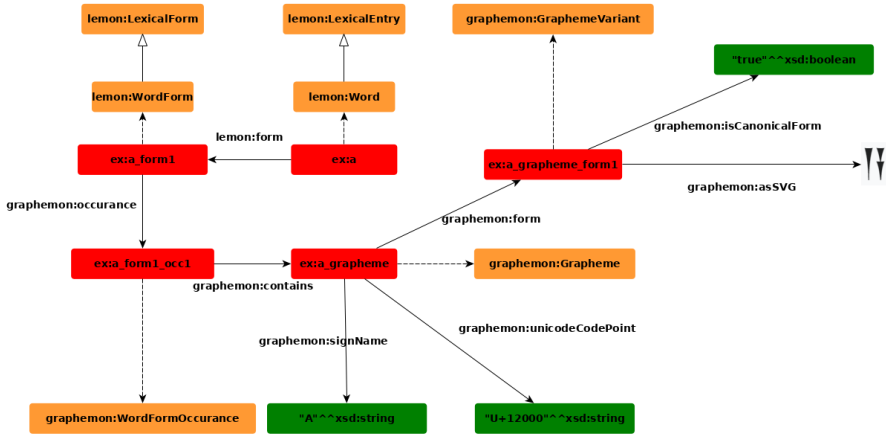 lemon:LexicalForm
lemon:LexicalEntry
graphemon:GraphemeVariant
"true"^^xsd:boolean
lemon:WordForm
lemon:Word
graphemon:isCanonicalForm
lemon:form
ex:a_form1
ex:a
ex:a_grapheme_form1
𒀀
graphemon:asSVG
graphemon:occurance
graphemon:form
ex:a_form1_occ1
ex:a_grapheme
graphemon:Grapheme
graphemon:contains
graphemon:unicodeCodePoint
graphemon:signName
graphemon:WordFormOccurance
"A"^^xsd:string
"U+12000"^^xsd:string